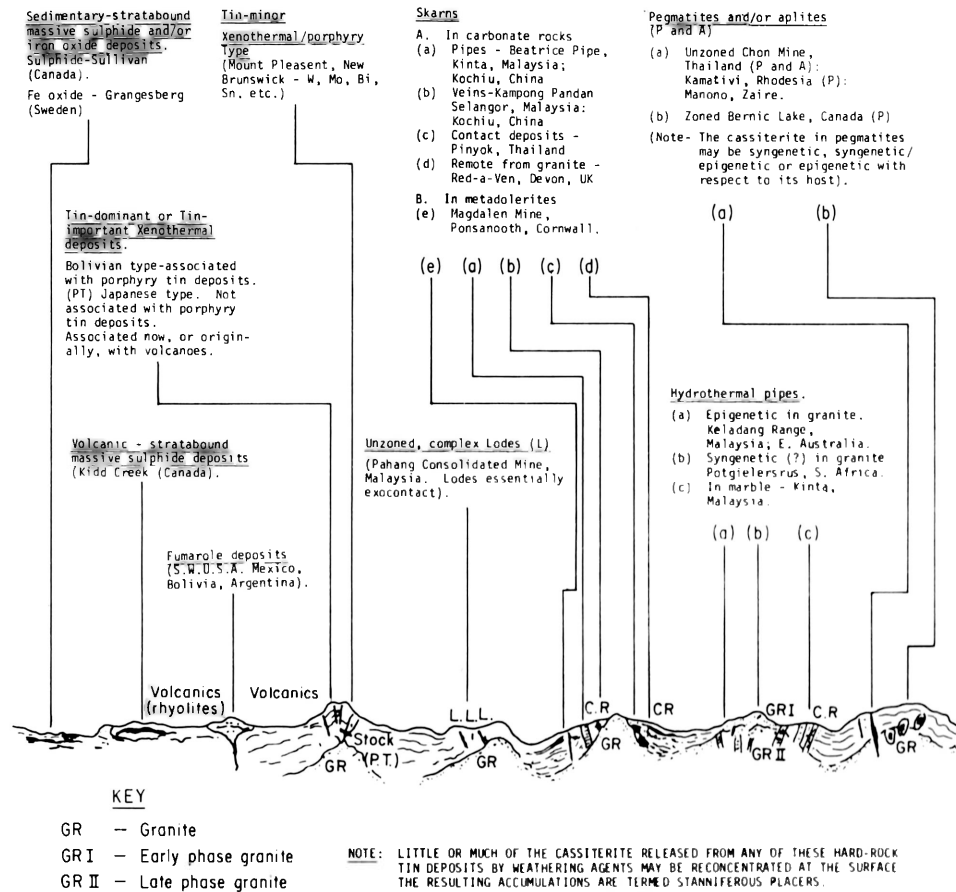 Sedimentary-stratabound
massive sulphide and/or
iron oxide deposits.
Sulphide-Sullivan
(Canada).
Fe oxide - Grangesberg
(Sweden)
Tin-minor
Xenothermal/porphyry
Type
(Mount Pleasent, New
Brunswick - W, Mo, Bi,
Sn. etc.)
Skarns
A. In carbonate rocks
(a) Pipes - Beatrice Pipe,
Kinta, Malaysia;
Kochiu, China
(b) Veins-Kampong Pandan
Selangor, Malaysia:
Kochiu, China
(c) Contact deposits -
Pinyok, Thailand
(d) Remote from granite -
Red-a-Ven, Devon, UK
B. In metadolerites
(e) Magdalen Mine,
Ponsanooth, Cornwall.
Pegmatites and/or aplites
(P and A)
(a) Unzoned Chon Mine,
Thailand (P and A):
Kamativi, Rhodesia (P):
Manono, Zaire.
(b) Zoned Bernic Lake, Canada (P)
(Note- The cassiterite in pegmatites
may be syngenetic, syngenetic/
epigenetic or epigenetic with
respect to its host).
(a) (b)
Tin-dominant or Tin-
important Xenothermal
deposits.
Bolivian type-associated
with porphyry tin deposits.
(PT) Japanese type. Not
associated with porphyry
tin deposits.
Associated now, or origin-
ally, with volcanoes.
(e) (a) (b) (c) (d)
Hydrothermal pipes.
(a) Epigenetic in granite.
Keladang Range,
Malaysia; E. Australia.
(b) Syngenetic (?) in granite
Potgielersrus, S. Africa.
(c) In marble - Kinta,
Malaysia.
(a) (b) (c)
Volcanic - stratabound
massive sulphide deposits
(Kidd Creek (Canada).
Unzoned, complex Lodes (L)
(Pahang Consolidated Mine,
Malaysia. Lodes essentially
exocontact).
Fumarole deposits
(S.W.U.S.A. Mexico,
Bolivia, Argentina).
Volcanics
(rhyolites)
Volcanics
L.L.L.
C.R
CR
GRI
C.R
Stock
(P.T.)
GR
GR
GR
GR II
GR
KEY
GR — Granite
GR I — Early phase granite
GR II — Late phase granite
NOTE: LITTLE OR MUCH OF THE CASSITERITE RELEASED FROM ANY OF THESE HARD-ROCK
TIN DEPOSITS BY WEATHERING AGENTS MAY BE RECONCENTRATED AT THE SURFACE
THE RESULTING ACCUMULATIONS ARE TERMED STANNIFEROUS PLACERS.